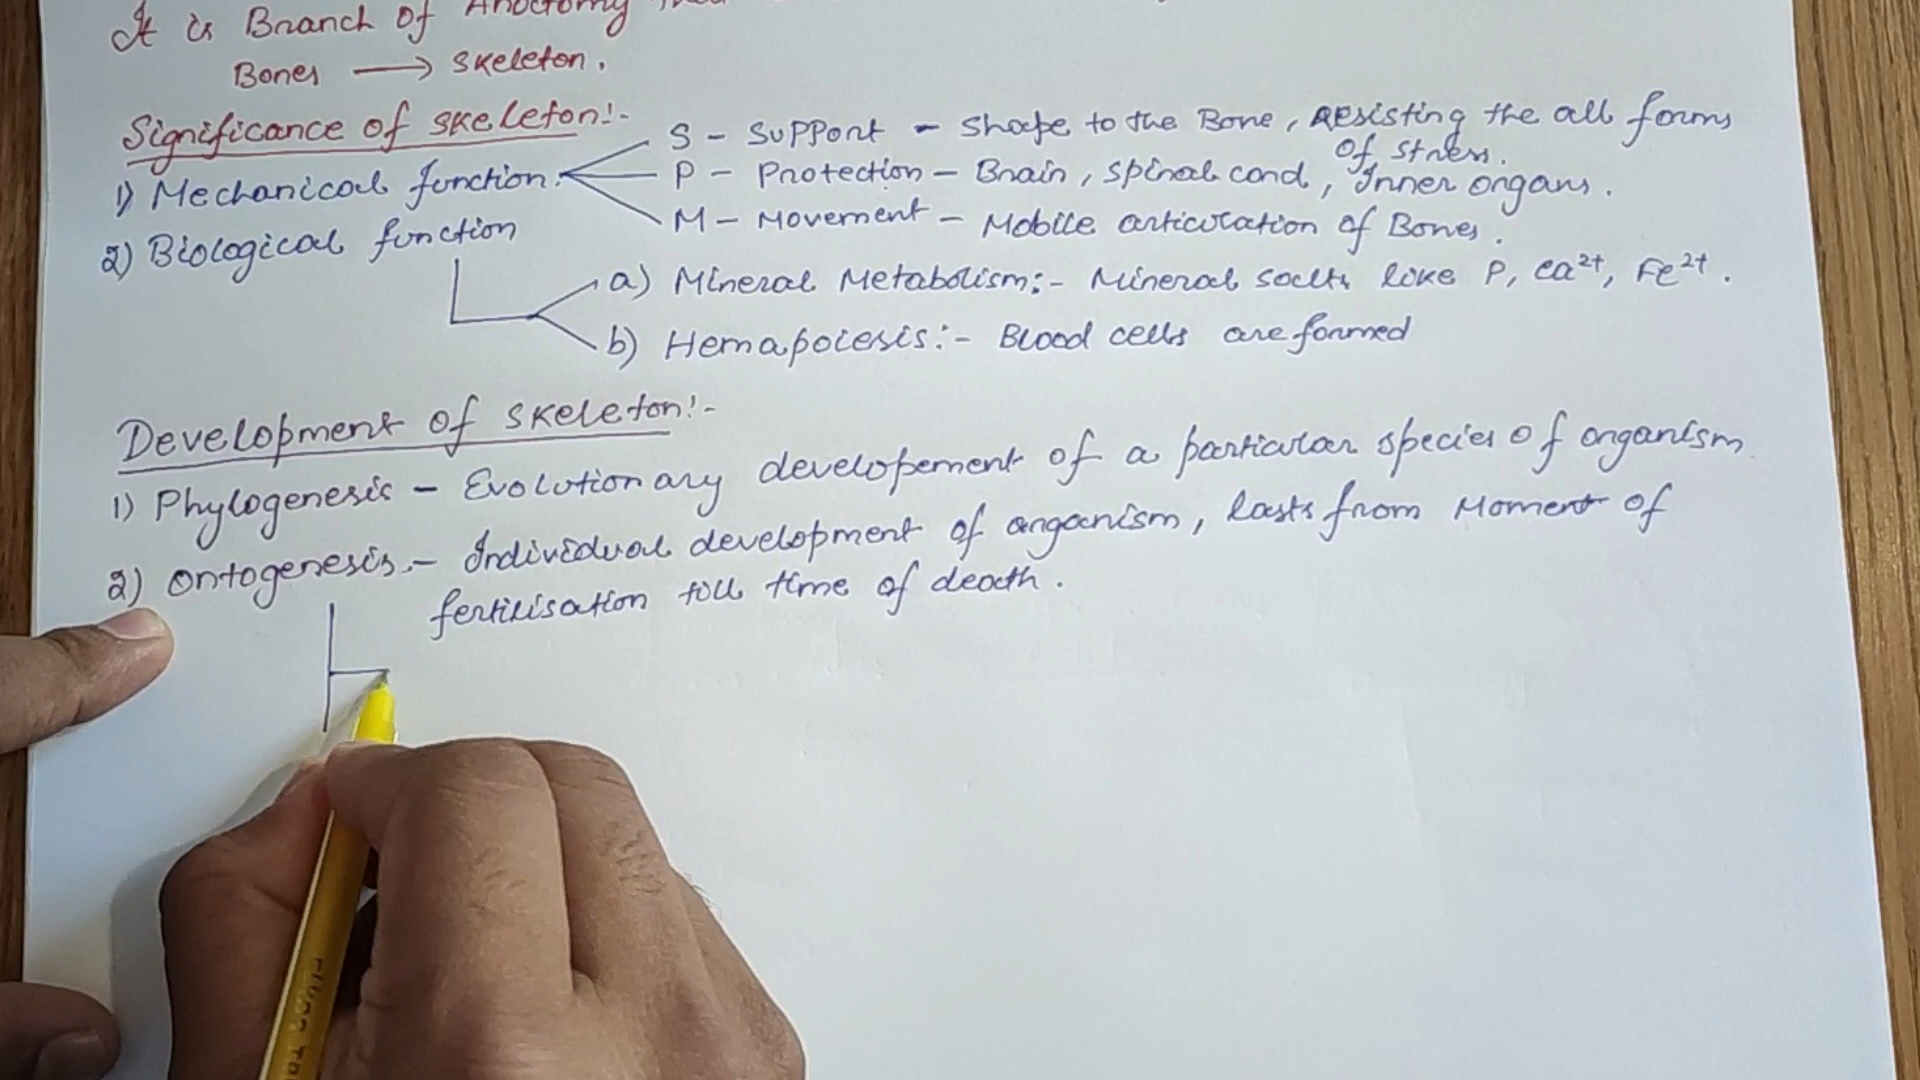 It is Branch of Anatomy
Bones → Skeleton.
Significance of skeleton:-
S - Support - Shape to the Bone, Resisting the all forms of stress.
1) Mechanical function:
P - Protection - Brain, spinal cord, Inner organs.
M - Movement - Mobile articulation of Bones.
2) Biological function
a) Mineral Metabolism:- Mineral salts like P, Ca2+, Fe2+.
b) Hemapoiesis:- Blood cells are formed
Development of skeleton:-
1) Phylogenesis - Evolutionary developement of a particular species of organism
2) Ontogenesis - Individual development of organism, lasts from Moment of
fertilisation till time of death.